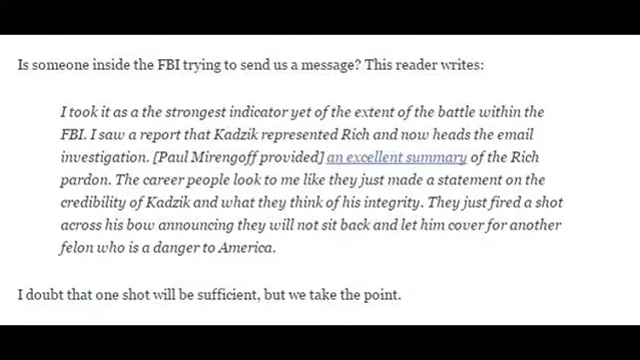 Is someone inside the FBI trying to send us a message? This reader writes:
I took it as a the strongest indicator yet of the extent of the battle within the
FBI. I saw a report that Kadzik represented Rich and now heads the email
investigation. [Paul Mirengoff provided] an excellent summary of the Rich
pardon. The career people look to me like they just made a statement on the
credibility of Kadzik and what they think of his integrity. They just fired a shot
across his bow announcing they will not sit back and let him cover for another
felon who is a danger to America.
I doubt that one shot will be sufficient, but we take the point.